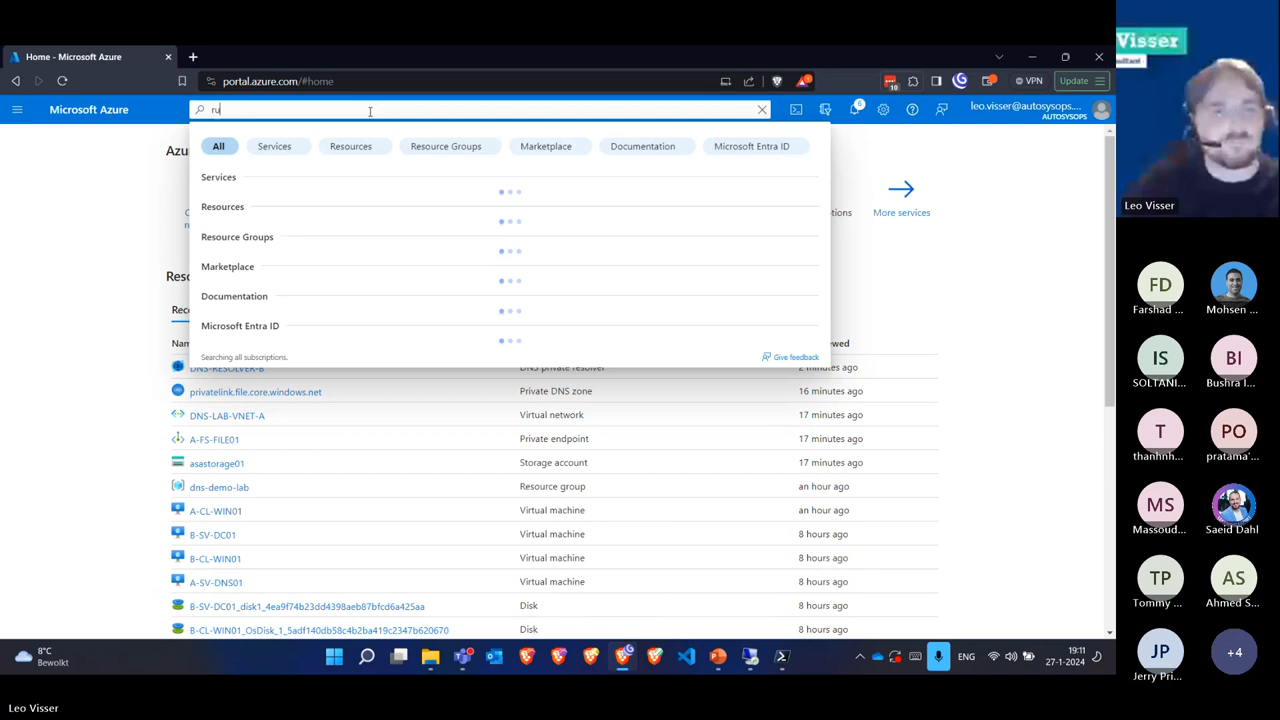 Home - Microsoft Azure
portal.azure.com/#home
VPN
Update
Microsoft Azure
ru
leo.visser@autosysops....
AUTOSYSOPS
All
Services
Resources
Resource Groups
Marketplace
Documentation
Microsoft Entra ID
Services
Resources
Resource Groups
Marketplace
Documentation
Microsoft Entra ID
Searching all subscriptions.
Give feedback
More services
DNS-RESOLVER-B DNS private resolver 2 minutes ago
privatelink.file.core.windows.net Private DNS zone 16 minutes ago
DNS-LAB-VNET-A Virtual network 17 minutes ago
A-FS-FILE01 Private endpoint 17 minutes ago
asastorage01 Storage account 17 minutes ago
dns-demo-lab Resource group an hour ago
A-CL-WIN01 Virtual machine an hour ago
B-SV-DC01 Virtual machine 8 hours ago
B-CL-WIN01 Virtual machine 8 hours ago
A-SV-DNS01 Virtual machine 8 hours ago
B-SV-DC01_disk1_4ea9f74b23dd4398aeb87bfcd6a425aa Disk 8 hours ago
B-CL-WIN01_OsDisk_1_5adf140db58c4b2ba419c2347b620670 Disk 8 hours ago
8°C
Bewolkt
ENG
19:11
27-1-2024
Visser
Leo Visser
FD
Farshad ...
Mohsen ...
IS
SOLTANI...
BI
Bushra I...
T
thanhnh...
PO
pratama'...
MS
Massoud...
Saeid Dahl
TP
Tommy ...
AS
Ahmed S...
JP
Jerry Pri...
+4
Leo Visser